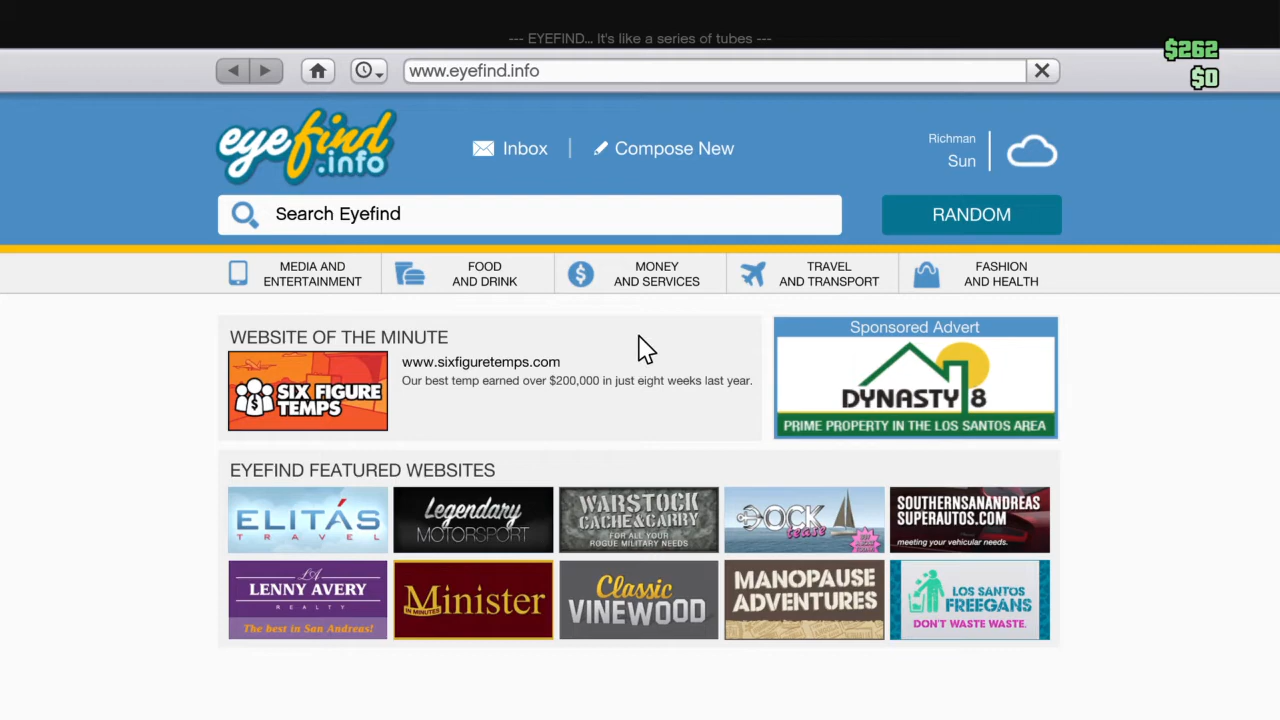 --- EYEFIND... It's like a series of tubes ---
$262
$0
www.eyefind.info
eyefind.info
Inbox
Compose New
Richman
Sun
Search Eyefind
RANDOM
MEDIA AND
ENTERTAINMENT
FOOD
AND DRINK
MONEY
AND SERVICES
TRAVEL
AND TRANSPORT
FASHION
AND HEALTH
WEBSITE OF THE MINUTE
SIX FIGURE
TEMPS
www.sixfiguretemps.com
Our best temp earned over $200,000 in just eight weeks last year.
Sponsored Advert
DYNASTY 8
PRIME PROPERTY IN THE LOS SANTOS AREA
EYEFIND FEATURED WEBSITES
ELITÁS
TRAVEL
Legendary
MOTORSPORT
WARSTOCK
CACHE & CARRY
FOR ALL YOUR
ROGUE MILITARY NEEDS
DOCK
tease
SOUTHERNSANANDREAS
SUPERAUTOS.COM
meeting your vehicular needs.
LA
LENNY AVERY
REALTY
The best in San Andreas!
Minister
IN MINUTES
Classic
VINEWOOD
MANOPAUSE
ADVENTURES
LOS SANTOS
FREEGANS
DON'T WASTE WASTE.